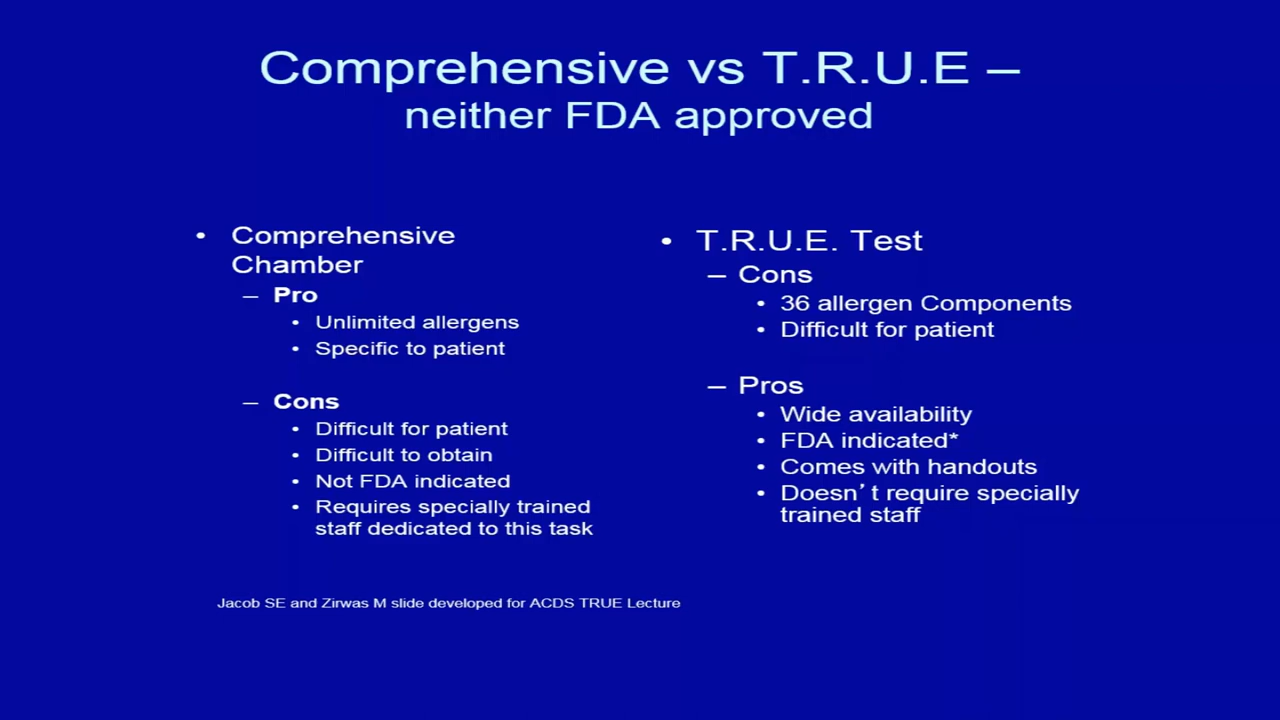 Comprehensive vs T.R.U.E –
neither FDA approved
• Comprehensive
Chamber
– Pro
• Unlimited allergens
• Specific to patient
– Cons
• Difficult for patient
• Difficult to obtain
• Not FDA indicated
• Requires specially trained
staff dedicated to this task
• T.R.U.E. Test
– Cons
• 36 allergen Components
• Difficult for patient
– Pros
• Wide availability
• FDA indicated*
• Comes with handouts
• Doesn’t require specially
trained staff
Jacob SE and Zirwas M slide developed for ACDS TRUE Lecture